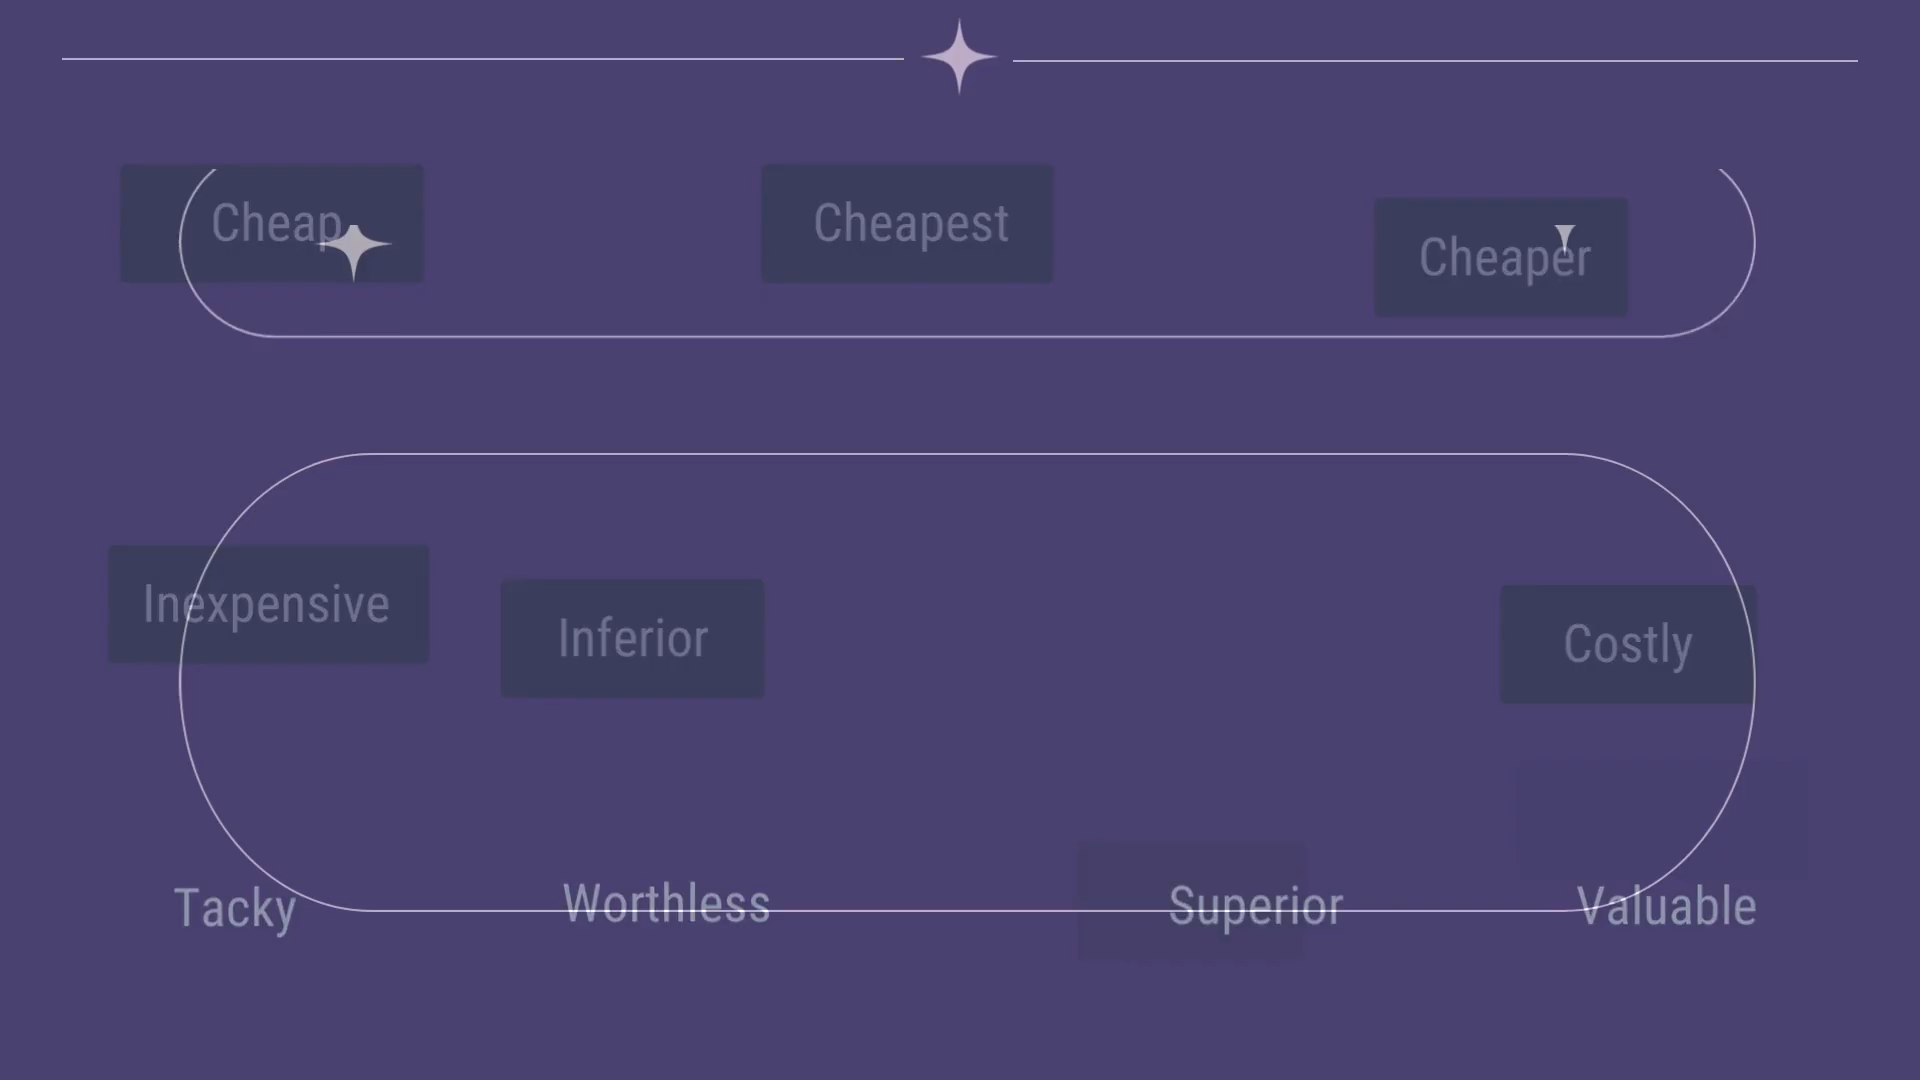 Cheap
Cheapest
Cheaper
Inexpensive
Inferior
Costly
Tacky
Worthless
Superior
Valuable